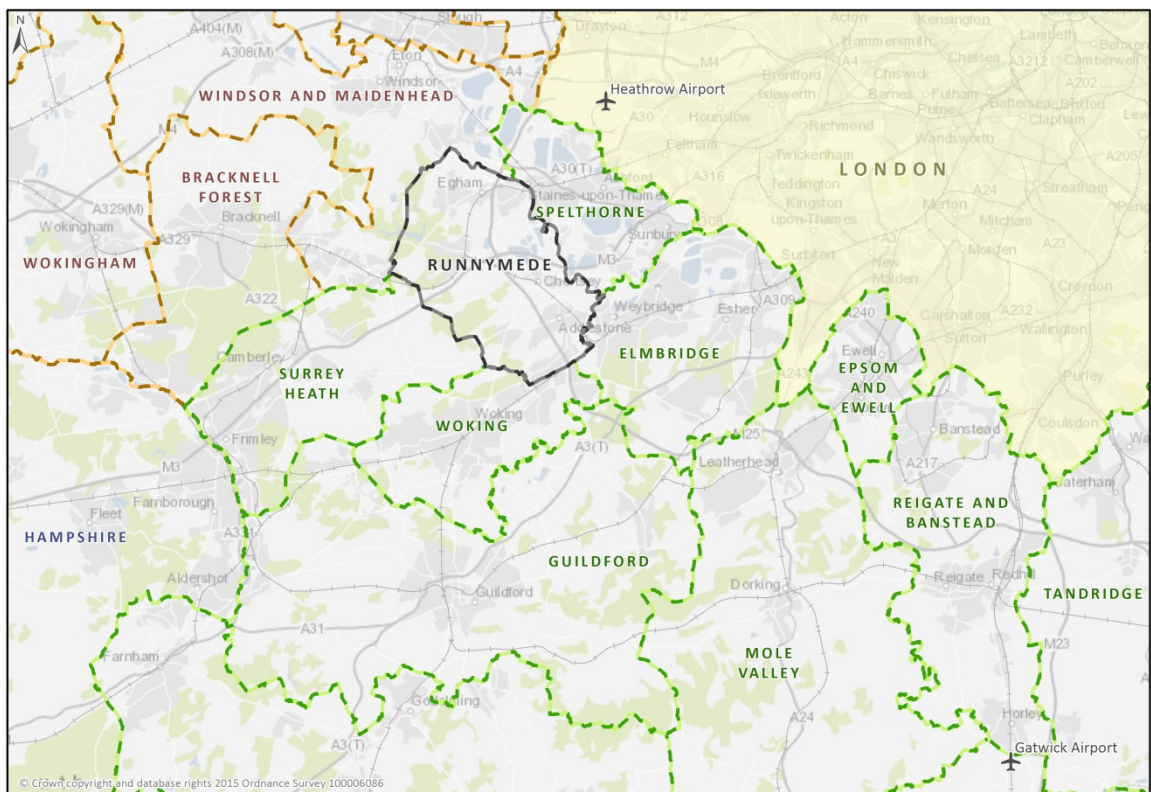 N
A404(M)
Slough
A312
Drayton
Acton
Kensington
Lambeth
Hammersmith
Chelsea
A3212
A202
Camberwell
A308(M)
Eton
A4
M4
Brentford
Chiswick
Barnes
Fulham
Windsor
Heathrow Airport
Isleworth
Putney
Battersea
Clapham
Brixton
WINDSOR AND MAIDENHEAD
A30
Hounslow
Richmond
Wandsworth
M4
Feltham
Twickenham
A205
BRACKNELL
FOREST
Egham
A30(T)
Ashford
A316
Teddington
LONDON
A24
Streatham
Staines-upon-Thames
Kingston
upon-Thames
Merton
Mitcham
A329(M)
Bracknell
SPELTHORNE
A308
Wokingham
A329
Sunbury
A3
New
Malden
Morden
A23
WOKINGHAM
RUNNYMEDE
M3
Surbiton
Croydon
A322
Weybridge
Esher
A309
A232
Carshalton
Wallington
Addlestone
A240
Sutton
Camberley
ELMBRIDGE
Ewell
SURREY
HEATH
A243
EPSOM
AND
EWELL
Purley
Woking
WOKING
Banstead
Coulsdon
Frimley
A3(T)
M25
Leatherhead
M3
A217
Caterham
Farnborough
REIGATE AND
BANSTEAD
Fleet
HAMPSHIRE
A331
GUILDFORD
Aldershot
Dorking
Reigate
Redhill
Guildford
TANDRIDGE
A31
M23
Farnham
MOLE
VALLEY
Godalming
Horley
A24
A3(T)
Gatwick Airport
© Crown copyright and database rights 2015 Ordnance Survey 100006086